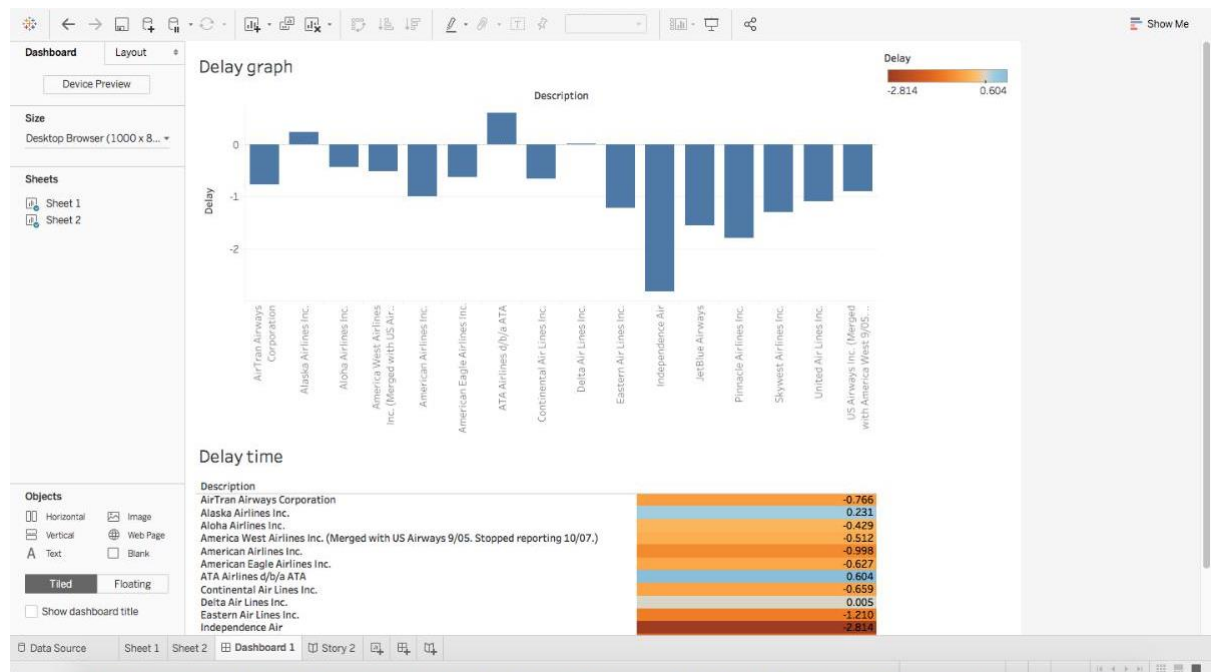 Show Me
Dashboard
Layout
Device Preview
Size
Desktop Browser (1000 x 8...
Sheets
Sheet 1
Sheet 2
Objects
Horizontal
Image
Vertical
Web Page
A Text
Blank
Tiled
Floating
Show dashboard title
Delay graph
Description
Delay
0
-1
-2
AirTran Airways
Corporation
Alaska Airlines Inc.
Aloha Airlines Inc.
America West Airlines
Inc. (Merged with US Air..
American Airlines Inc.
American Eagle Airlines Inc.
ATA Airlines d/b/a ATA
Continental Air Lines Inc.
Delta Air Lines Inc.
Eastern Air Lines Inc.
Independence Air
JetBlue Airways
Pinnacle Airlines Inc.
Skywest Airlines Inc.
United Air Lines Inc.
US Airways Inc. (Merged
with America West 9/05...
Delay
-2.814 0.604
Delay time
Description
AirTran Airways Corporation -0.766
Alaska Airlines Inc. 0.231
Aloha Airlines Inc. -0.429
America West Airlines Inc. (Merged with US Airways 9/05. Stopped reporting 10/07.) -0.512
American Airlines Inc. -0.998
American Eagle Airlines Inc. -0.627
ATA Airlines d/b/a ATA 0.604
Continental Air Lines Inc. -0.659
Delta Air Lines Inc. 0.005
Eastern Air Lines Inc. -1.210
Independence Air -2.814
Data Source Sheet 1 Sheet 2 Dashboard 1 Story 2